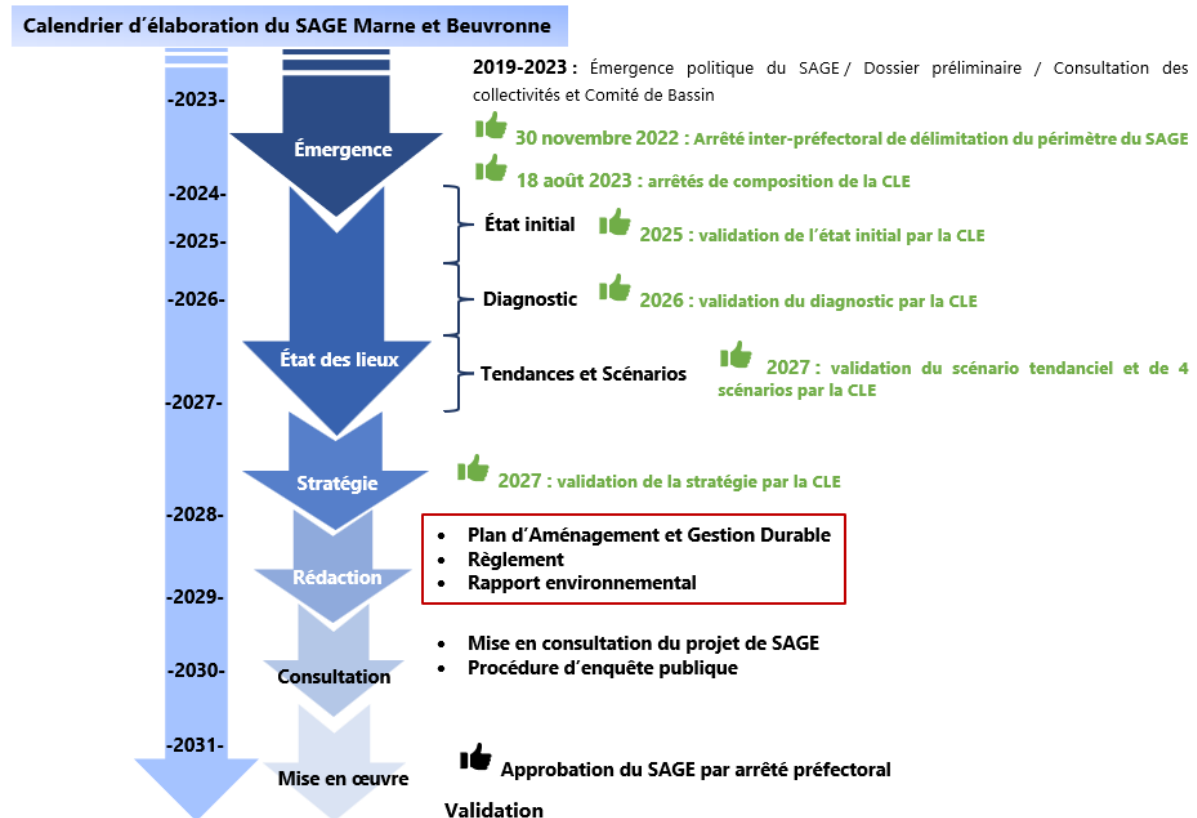 Calendrier d'élaboration du SAGE Marne et Beuvronne
2019-2023 : Émergence politique du SAGE / Dossier préliminaire / Consultation des
collectivités et Comité de Bassin
-2023-
30 novembre 2022 : Arrêté inter-préfectoral de délimitation du périmètre du SAGE
Émergence
18 août 2023 : arrêtés de composition de la CLE
-2024-
État initial
2025 : validation de l'état initial par la CLE
-2025-
-2026-
Diagnostic
2026 : validation du diagnostic par la CLE
État des lieux
Tendances et Scénarios
2027 : validation du scénario tendanciel et de 4
scénarios par la CLE
-2027-
Stratégie
2027 : validation de la stratégie par la CLE
-2028-
• Plan d'Aménagement et Gestion Durable
• Règlement
• Rapport environnemental
Rédaction
-2029-
• Mise en consultation du projet de SAGE
• Procédure d'enquête publique
-2030-
Consultation
-2031-
Approbation du SAGE par arrêté préfectoral
Mise en œuvre
Validation